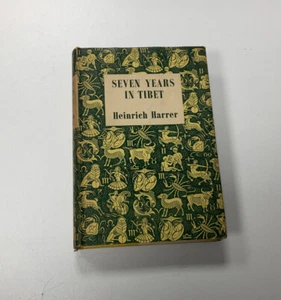 SEVEN YEARS
IN TIBET
Heinrich Harrer